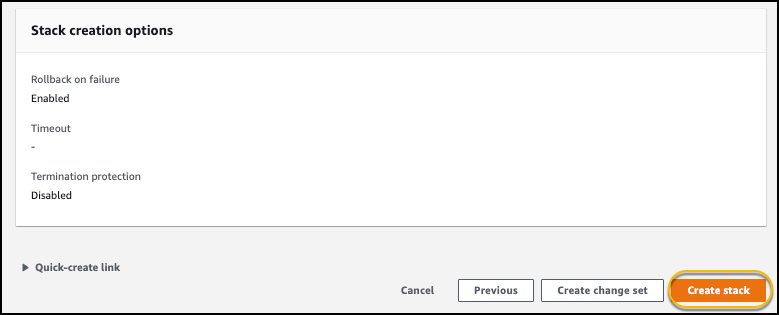 Stack creation options
Rollback on failure
Enabled
Timeout
-
Termination protection
Disabled
Quick-create link
Cancel
Previous
Create change set
Create stack